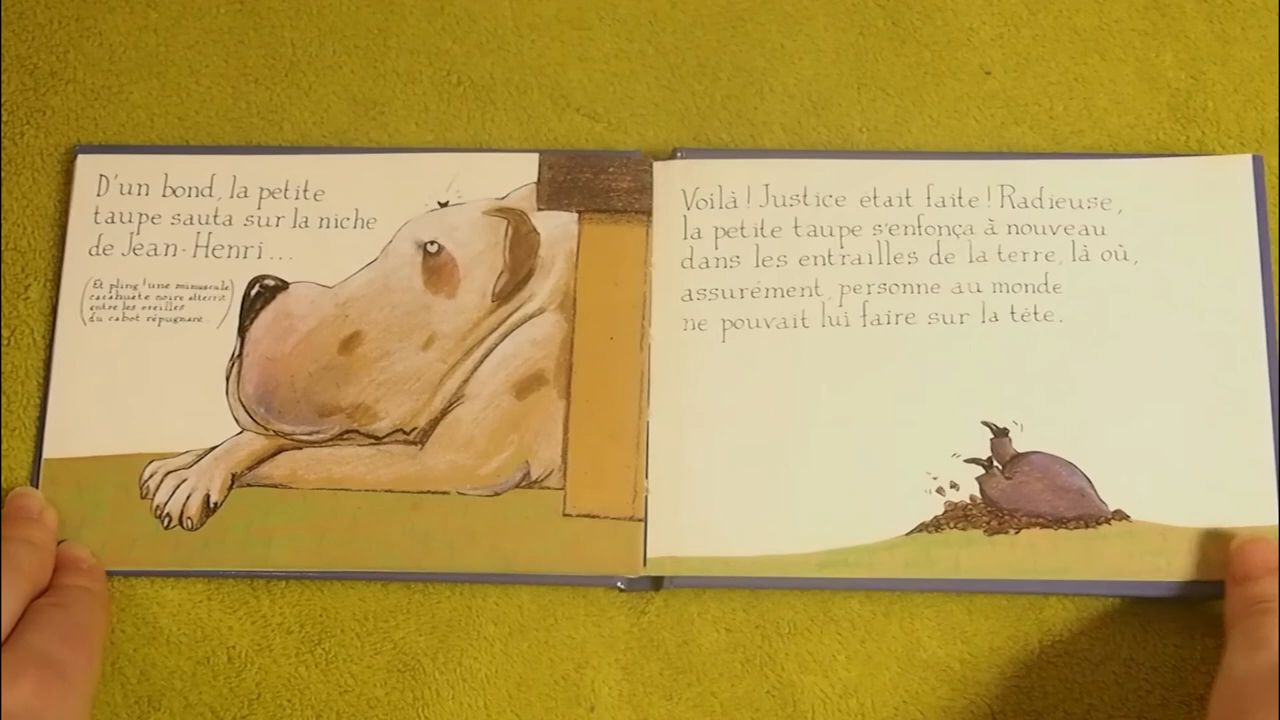 D'un bond, la petite
taupe sauta sur la niche
de Jean-Henri...
(Et pling ! une minuscule
cacahuète noire atterrit
entre les oreilles
du cabot répugnant.)
Voilà ! Justice était faite ! Radieuse,
la petite taupe s'enfonça à nouveau
dans les entrailles de la terre, là où,
assurément, personne au monde
ne pouvait lui faire sur la tête.